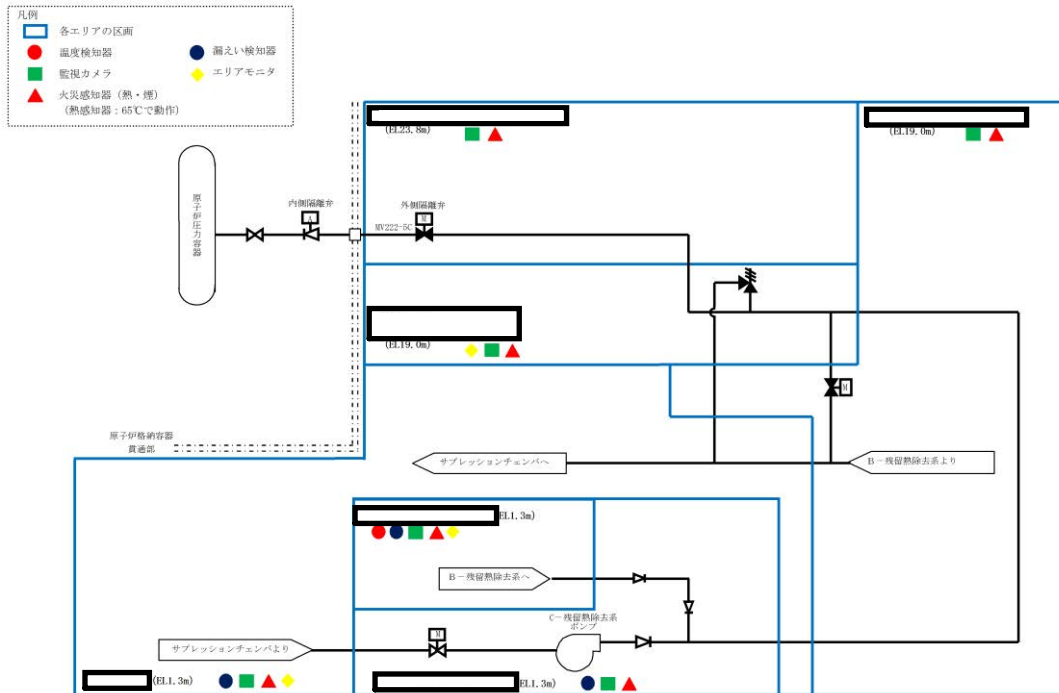 凡例
各エリアの区画
温度検知器
漏えい検知器
監視カメラ
エリアモニタ
火災感知器（熱・煙）
（熱感知器：65℃で動作）
(EL23.8m)
(EL19.0m)
原子炉圧力容器
内側隔離弁
外側隔離弁
A
M
MV222-5C
(EL19.0m)
M
原子炉格納容器
貫通部
サプレッションチェンバへ
B－残留熱除去系より
(EL1.3m)
B－残留熱除去系へ
C－残留熱除去系
ポンプ
M
サプレッションチェンバより
(EL1.3m)
(EL1.3m)